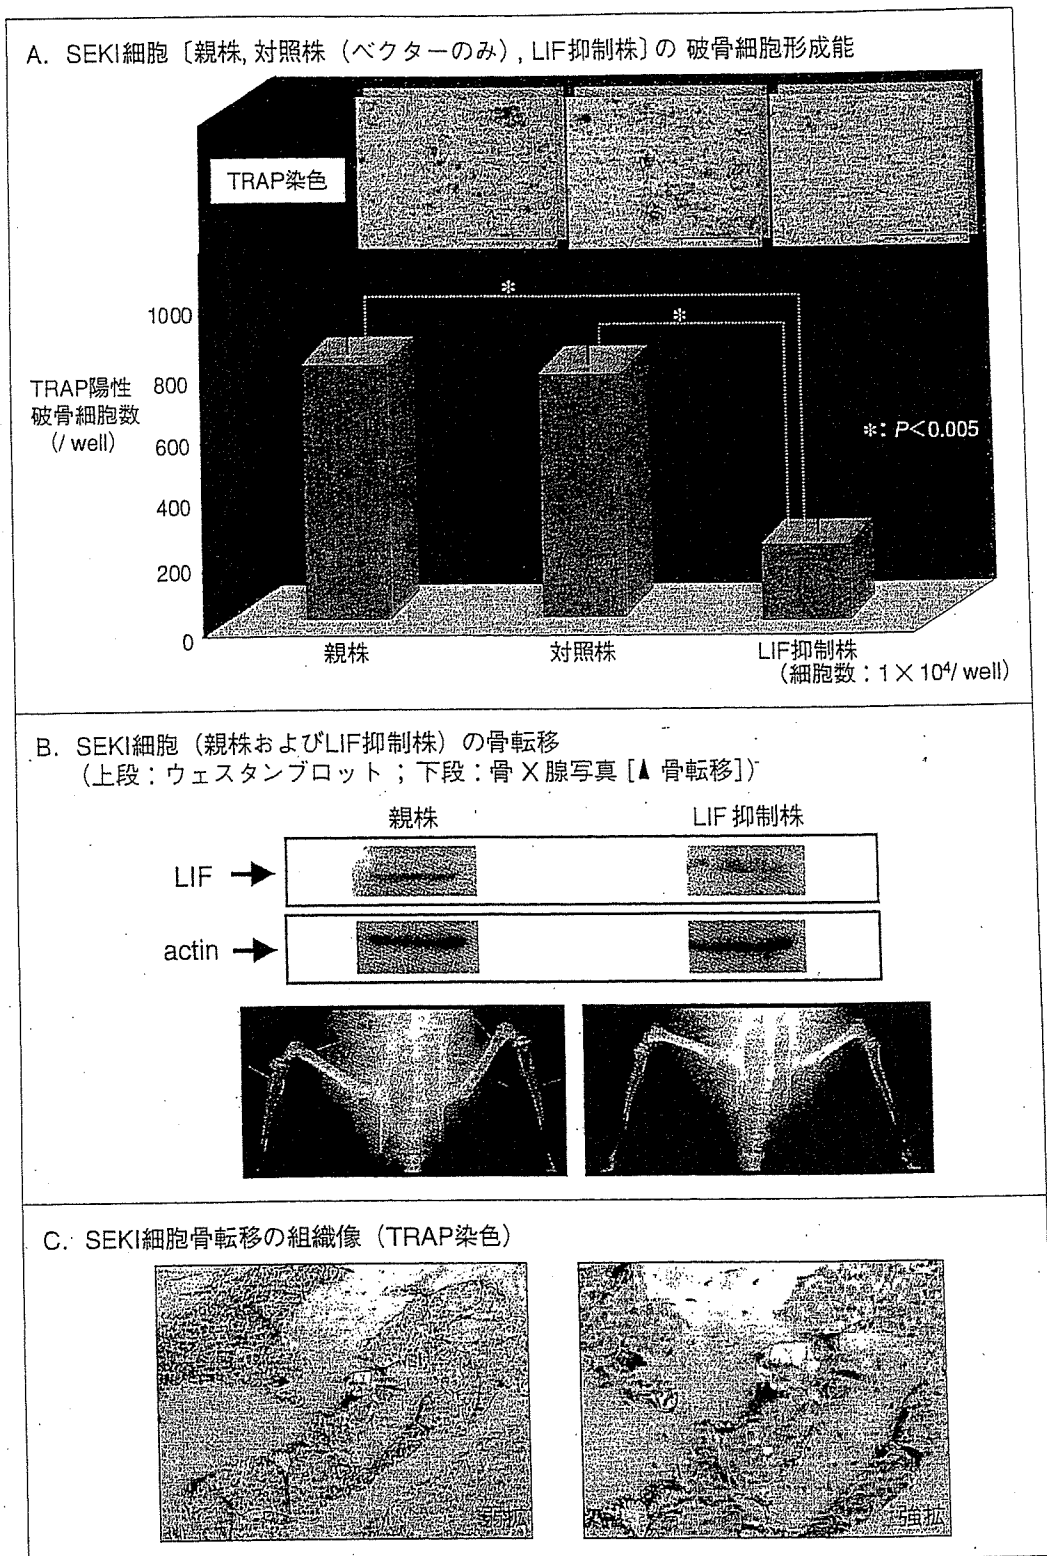 A. SEKI細胞〔親株, 対照株（ベクターのみ）, LIF抑制株〕の 破骨細胞形成能
TRAP染色
*
*
1000
800
600
400
200
0
TRAP陽性
破骨細胞数
(/ well)
*: P<0.005
親株
対照株
LIF抑制株
（細胞数：1×10⁴/ well）
B. SEKI細胞（親株およびLIF抑制株）の骨転移
（上段：ウェスタンブロット；下段：骨X腺写真 [▲ 骨転移]）
親株
LIF 抑制株
LIF
actin
C. SEKI細胞骨転移の組織像（TRAP染色）
弱拡
強拡